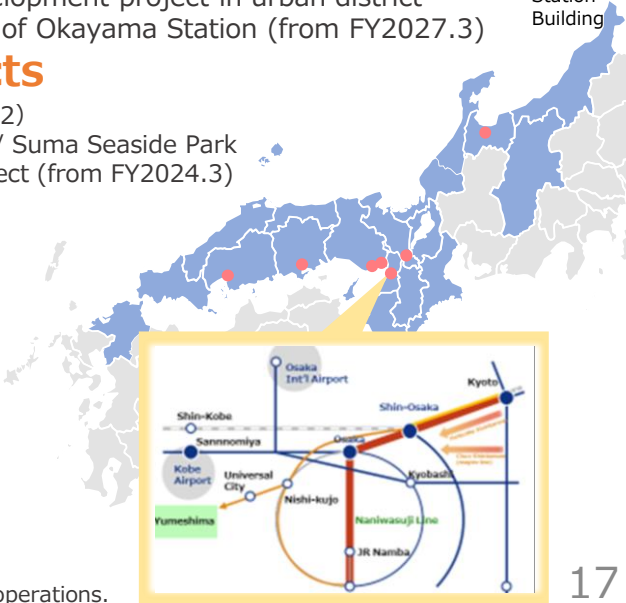 elopment project in urban district
of Okayama Station (from FY2027.3)
Building
cts
2)
/ Suma Seaside Park
ect (from FY2024.3)
Osaka
Int'l Airport
Kyoto
Shin-Kobe
Shin-Osaka
Sannnomiya
Osaka
Kobe
Airport
Universal
City
Kyobashi
Nishi-kujo
Yumeshima
Naniwasuji Line
JR Namba
operations.
17